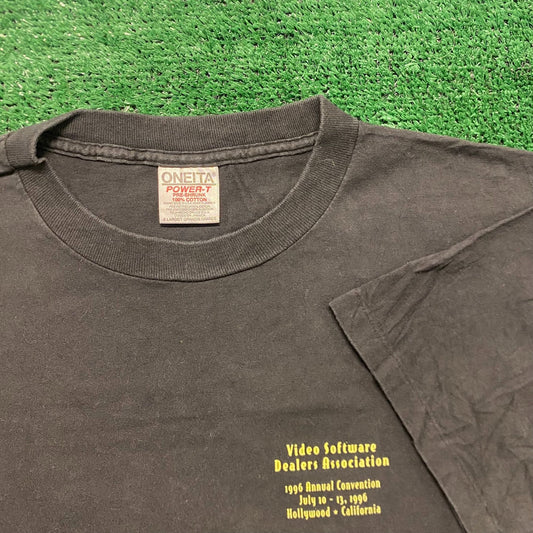 ONEITA
POWER-T
PRE-SHRUNK
100% COTTON
Video Software
Dealers Association
1996 Annual Convention
July 10 - 13, 1996
Hollywood ★ California